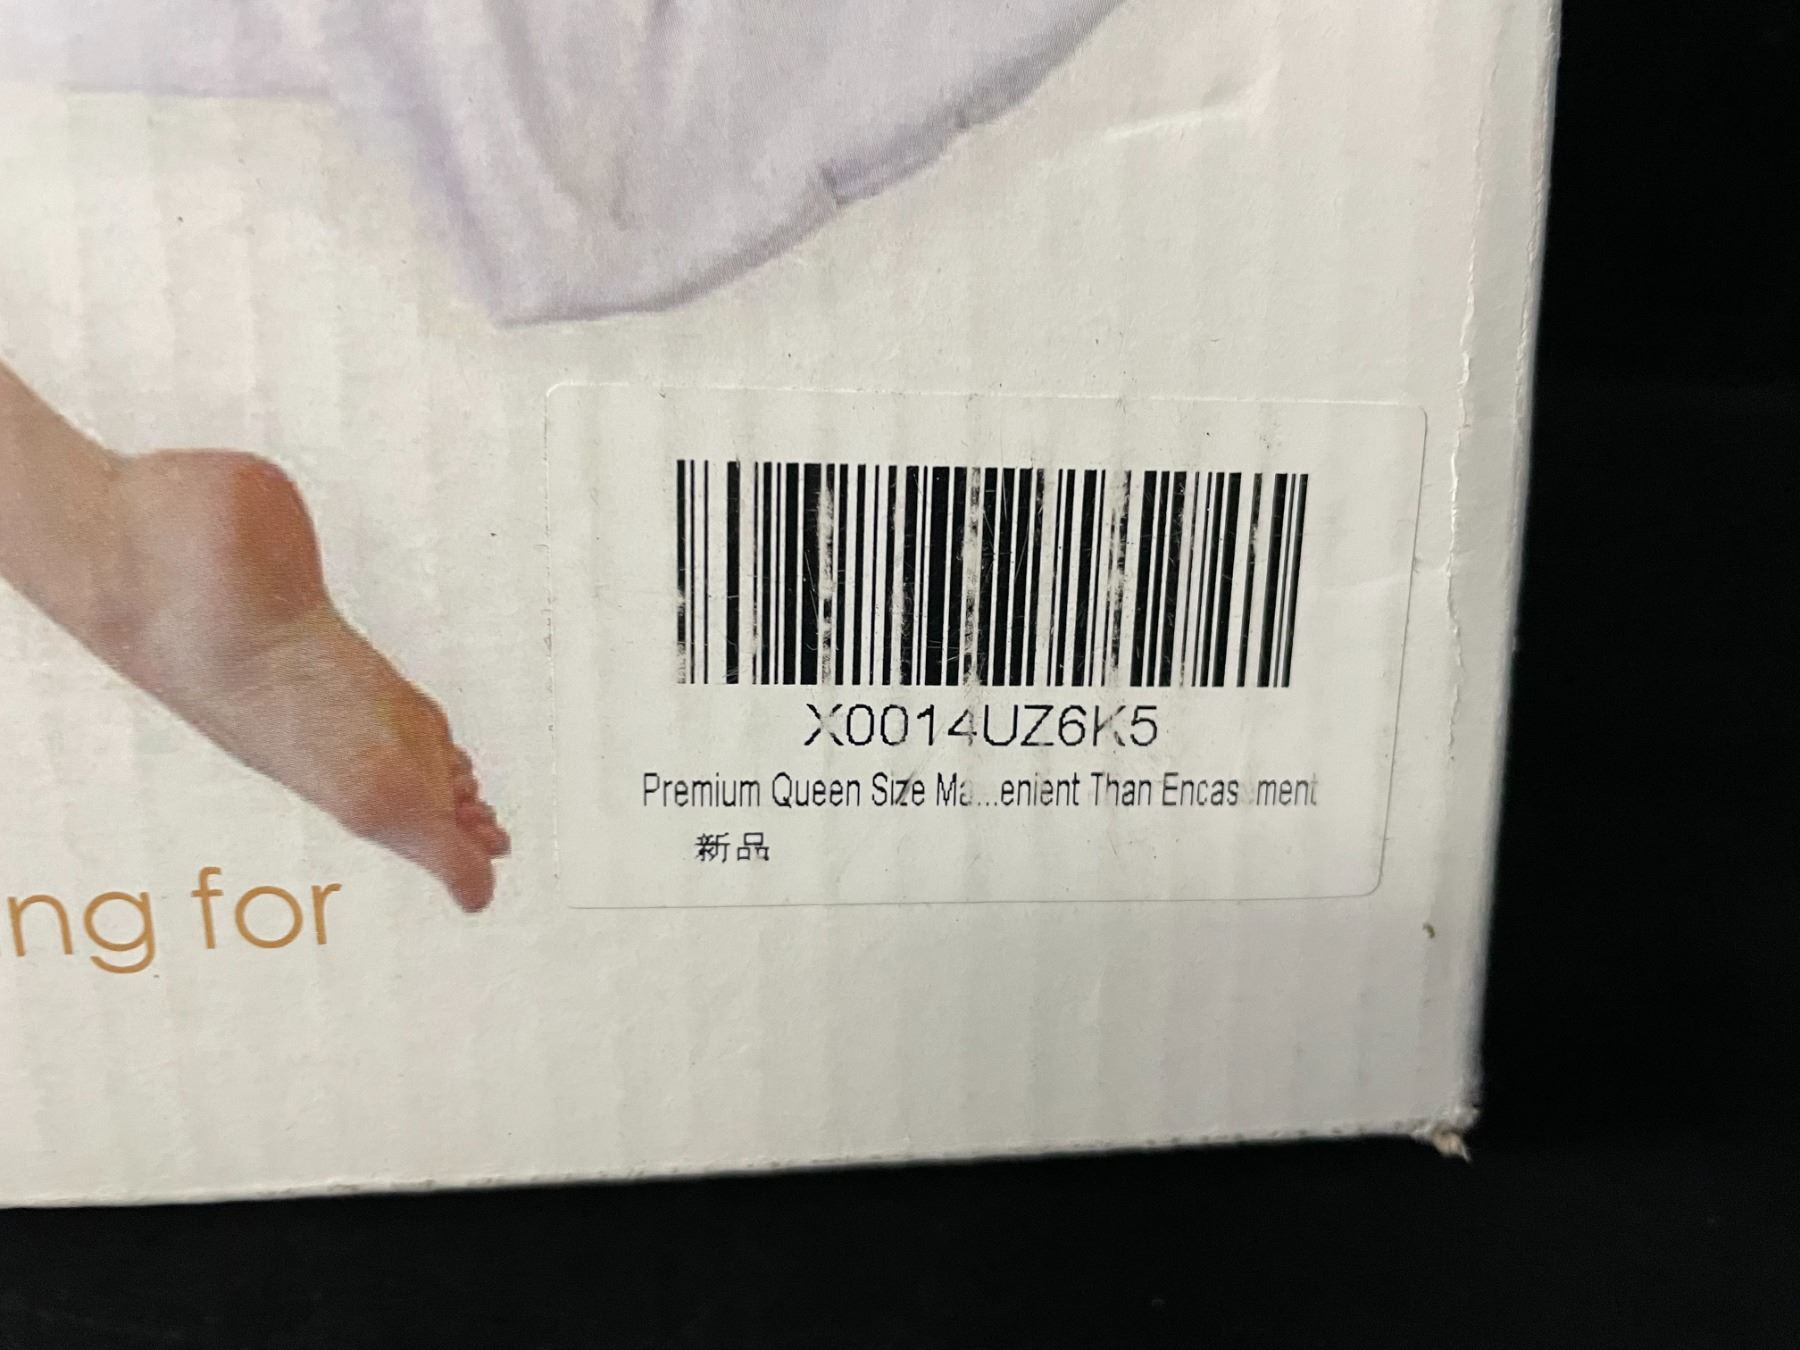 X0014UZ6K5
Premium Queen Size Ma...enient Than Encas ment
新品
ng for